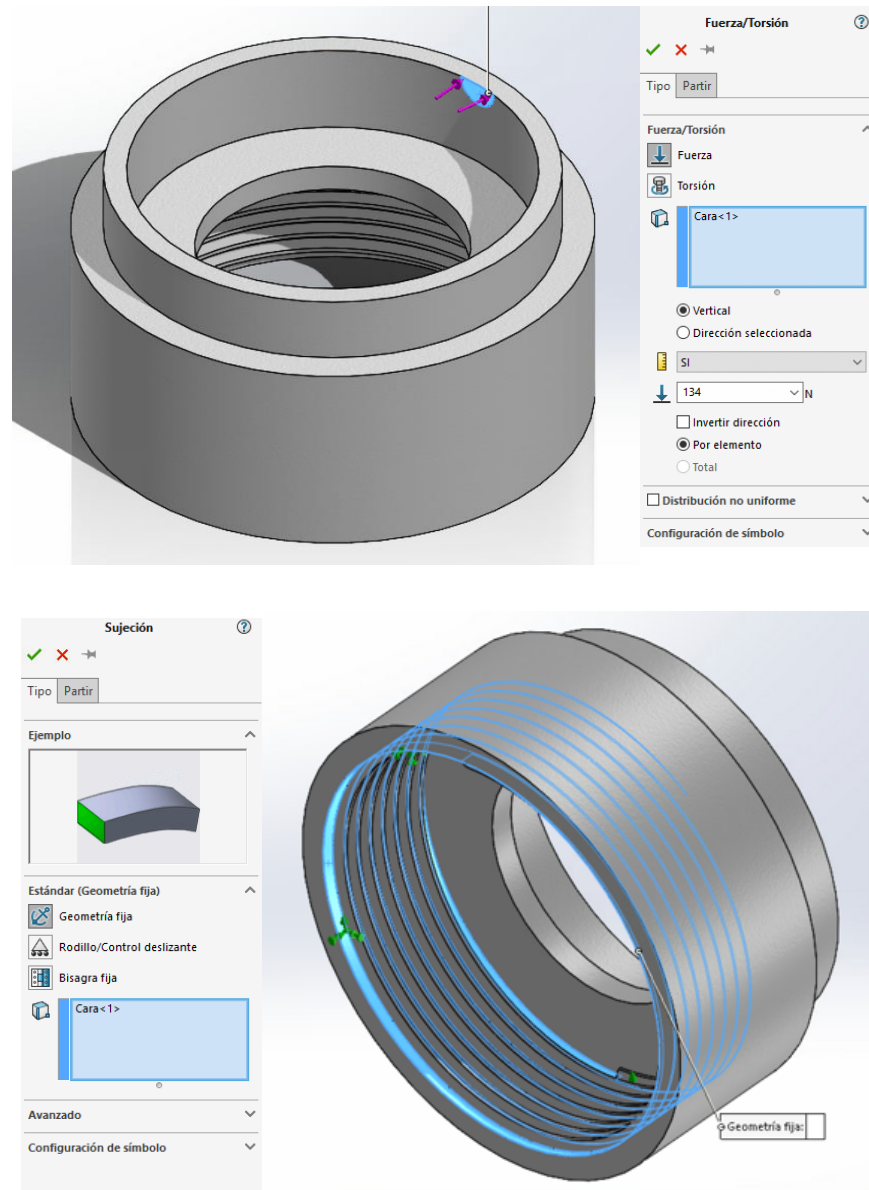 Fuerza/Torsión
Tipo Partir
Fuerza/Torsión
Fuerza
Torsión
Cara<1>
Vertical
Dirección seleccionada
SI
134 N
Invertir dirección
Por elemento
Total
Distribución no uniforme
Configuración de símbolo
Sujeción
Tipo Partir
Ejemplo
Estándar (Geometría fija)
Geometría fija
Rodillo/Control deslizante
Bisagra fija
Cara<1>
Avanzado
Configuración de símbolo
Geometría fija: